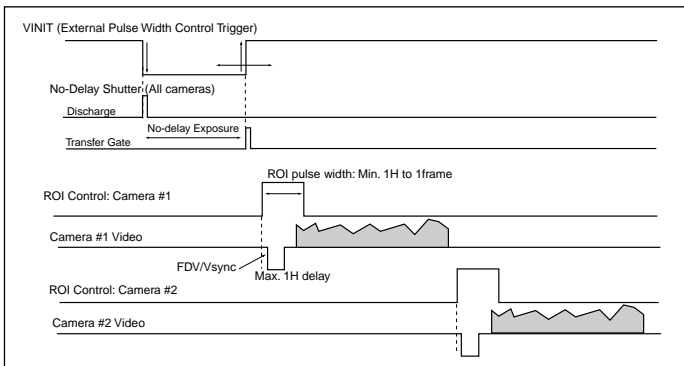 VINIT (External Pulse Width Control Trigger)
No-Delay Shutter (All cameras)
Discharge
No-delay Exposure
Transfer Gate
ROI pulse width: Min. 1H to 1frame
ROI Control: Camera #1
Camera #1 Video
FDV/Vsync
Max. 1H delay
ROI Control: Camera #2
Camera #2 Video